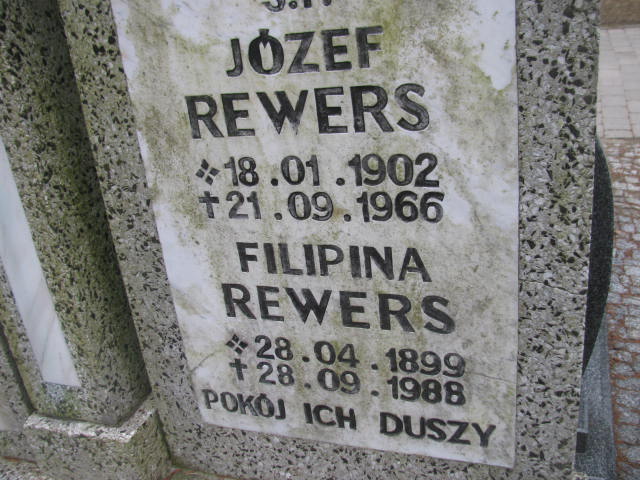 Ś.P.
JÓZEF
REWERS
18.01.1902
21.09.1966
FILIPINA
REWERS
28.04.1899
28.09.1988
POKÓJ ICH DUSZY